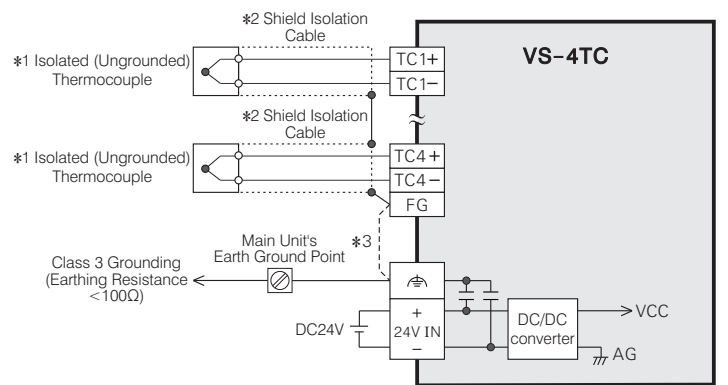 ✱2 Shield Isolation
Cable
VS-4TC
✱1 Isolated (Ungrounded)
Thermocouple
TC1+
TC1−
✱2 Shield Isolation
Cable
✱1 Isolated (Ungrounded)
Thermocouple
TC4+
TC4−
FG
✱3
Main Unit's
Earth Ground Point
Class 3 Grounding
(Earthing Resistance
<100Ω)
DC24V
+
24V IN
−
DC/DC
converter
VCC
AG